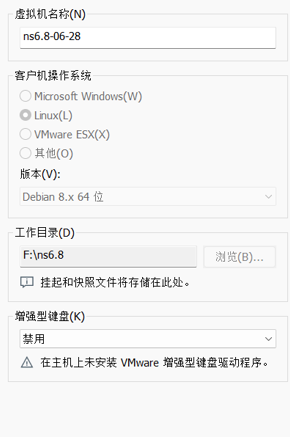 虚拟机名称(N)
ns6.8-06-28
客户机操作系统
Microsoft Windows(W)
Linux(L)
VMware ESX(X)
其他(O)
版本(V):
Debian 8.x 64 位
工作目录(D)
F:\ns6.8
浏览(B)...
挂起和快照文件将存储在此处。
增强型键盘(K)
禁用
在主机上未安装 VMware 增强型键盘驱动程序。